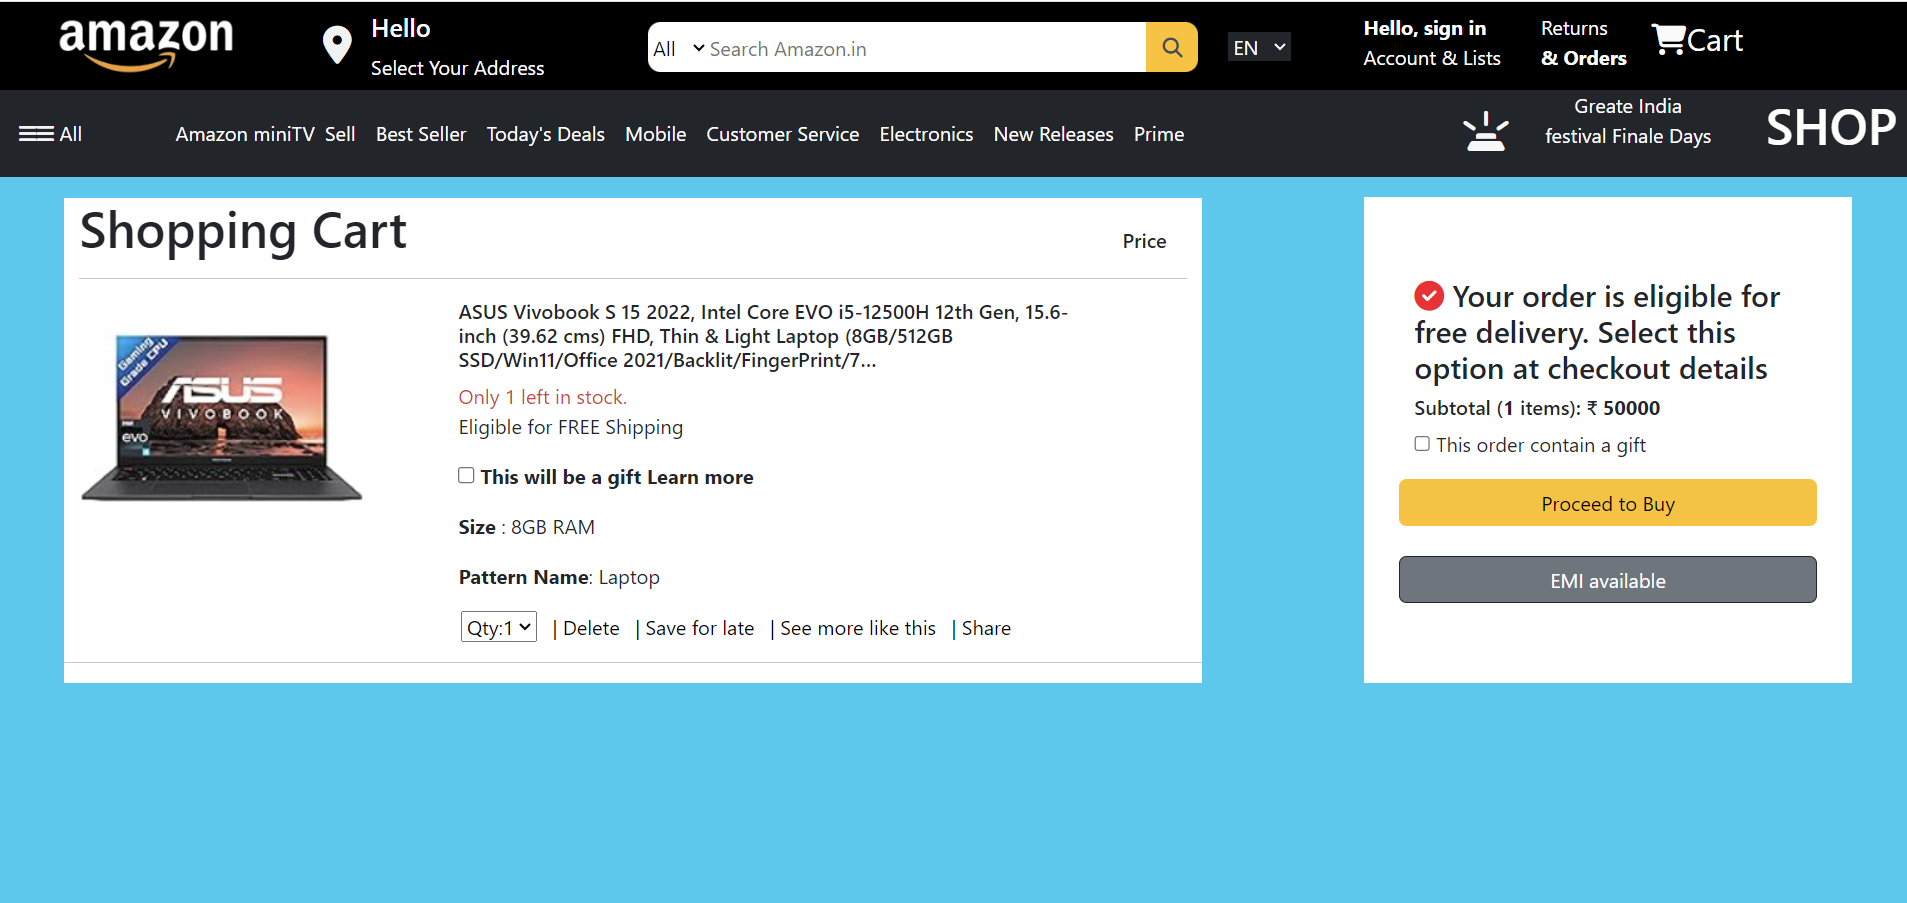 amazon
Hello
Select Your Address
All
Search Amazon.in
EN
Hello, sign in
Account & Lists
Returns
& Orders
Cart
All
Amazon miniTV Sell Best Seller Today's Deals Mobile Customer Service Electronics New Releases Prime
Greate India
festival Finale Days
SHOP
Shopping Cart
Price
Gaming
Grade CPU
ASUS
VIVOBOOK
evo
ASUS Vivobook S 15 2022, Intel Core EVO i5-12500H 12th Gen, 15.6-
inch (39.62 cms) FHD, Thin & Light Laptop (8GB/512GB
SSD/Win11/Office 2021/Backlit/FingerPrint/7...
Only 1 left in stock.
Eligible for FREE Shipping
This will be a gift Learn more
Size : 8GB RAM
Pattern Name: Laptop
Qty:1 | Delete | Save for late | See more like this | Share
Your order is eligible for
free delivery. Select this
option at checkout details
Subtotal (1 items): ₹ 50000
This order contain a gift
Proceed to Buy
EMI available